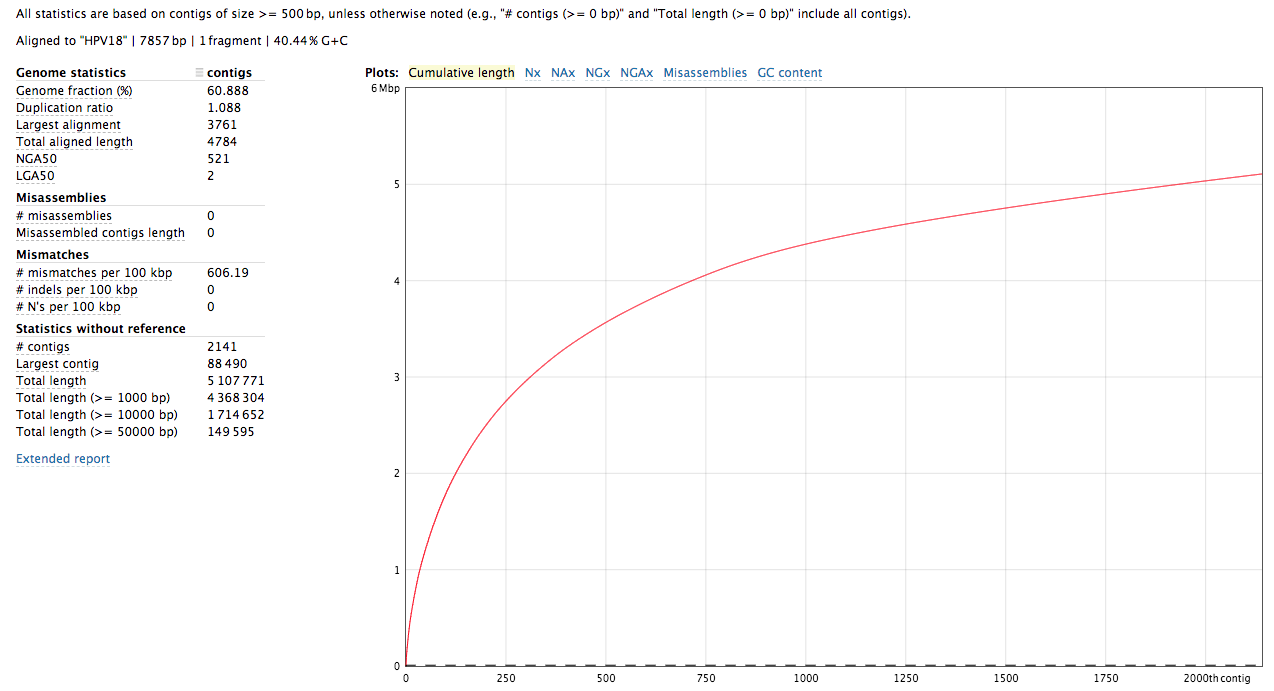 All statistics are based on contigs of size >= 500 bp, unless otherwise noted (e.g., "# contigs (>= 0 bp)" and "Total length (>= 0 bp)" include all contigs).
Aligned to "HPV18" | 7857 bp | 1 fragment | 40.44 % G+C
Genome statistics contigs
Genome fraction (%) 60.888
Duplication ratio 1.088
Largest alignment 3761
Total aligned length 4784
NGA50 521
LGA50 2
Misassemblies
# misassemblies 0
Misassembled contigs length 0
Mismatches
# mismatches per 100 kbp 606.19
# indels per 100 kbp 0
# N's per 100 kbp 0
Statistics without reference
# contigs 2141
Largest contig 88 490
Total length 5 107 771
Total length (>= 1000 bp) 4 368 304
Total length (>= 10000 bp) 1 714 652
Total length (>= 50000 bp) 149 595
Extended report
Plots: Cumulative length Nx NAx NGx NGAx Misassemblies GC content
6 Mbp
5
4
3
2
1
0
0 250 500 750 1000 1250 1500 1750 2000th contig